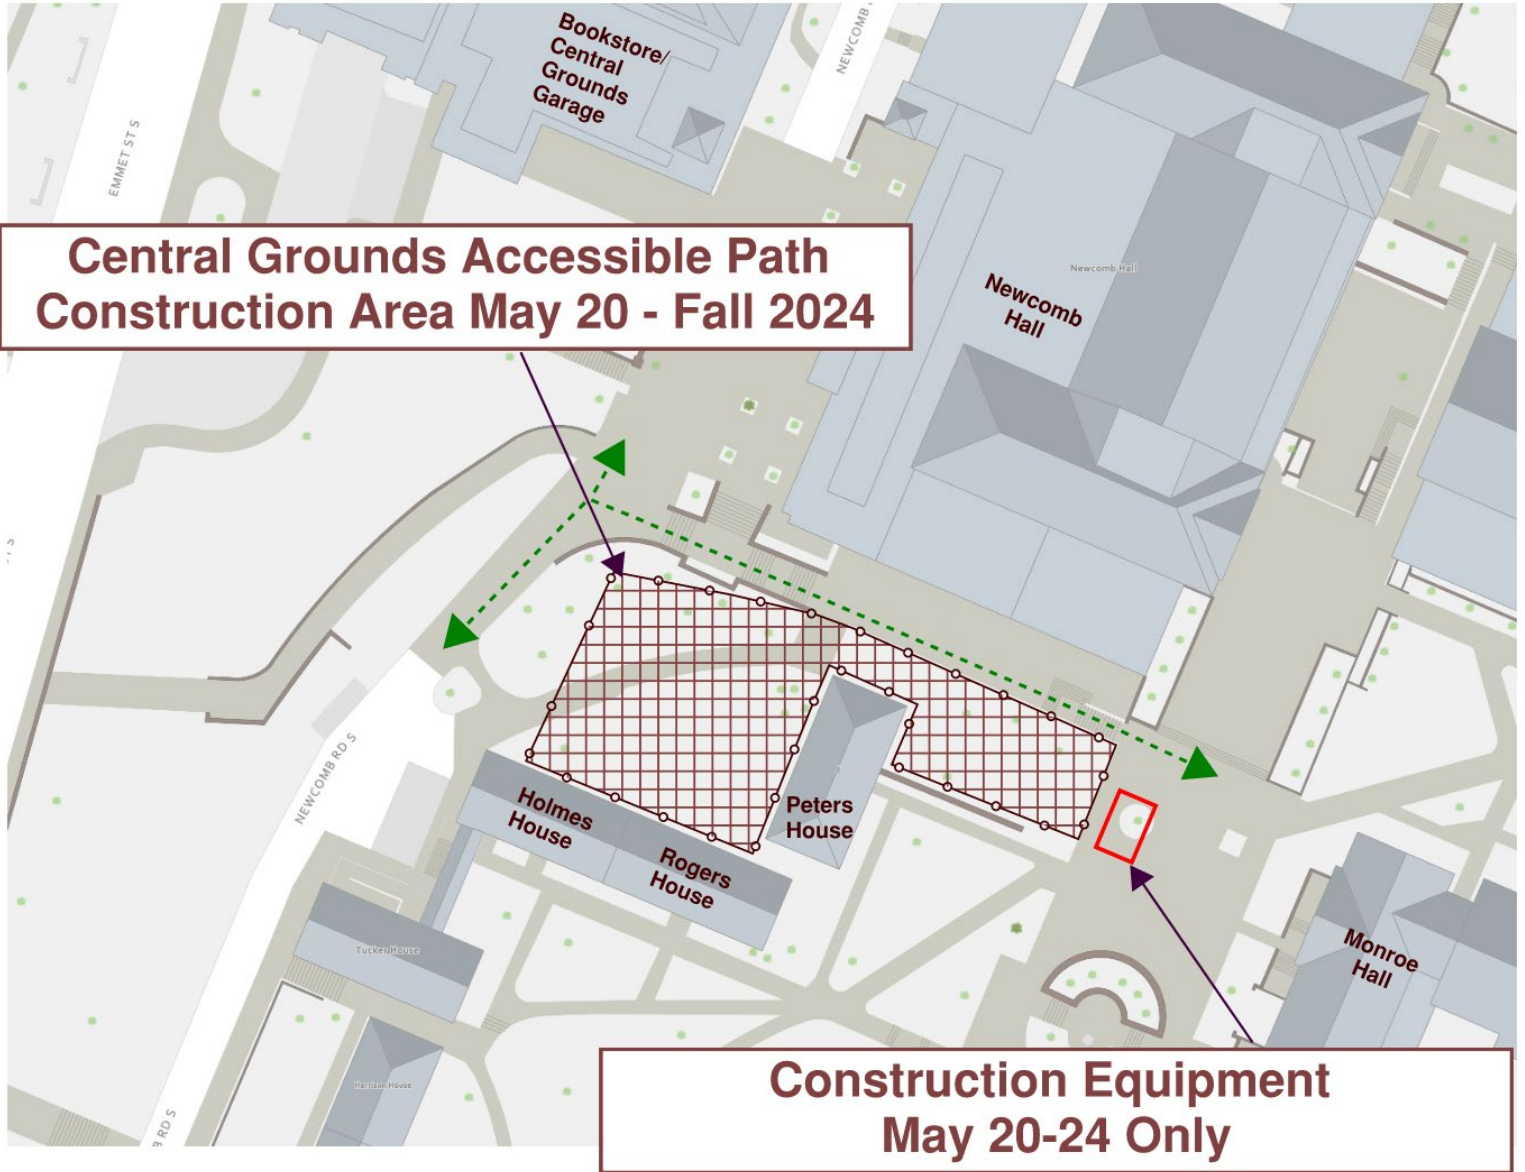 Bookstore/
Central
Grounds
Garage
NEWCOMB
EMMET ST S
Central Grounds Accessible Path
Construction Area May 20 - Fall 2024
Newcomb Hall
Newcomb
Hall
NEWCOMB RD S
Holmes
House
Rogers
House
Peters
House
Tucker House
Monroe
Hall
Harrison House
B RD S
Construction Equipment
May 20-24 Only